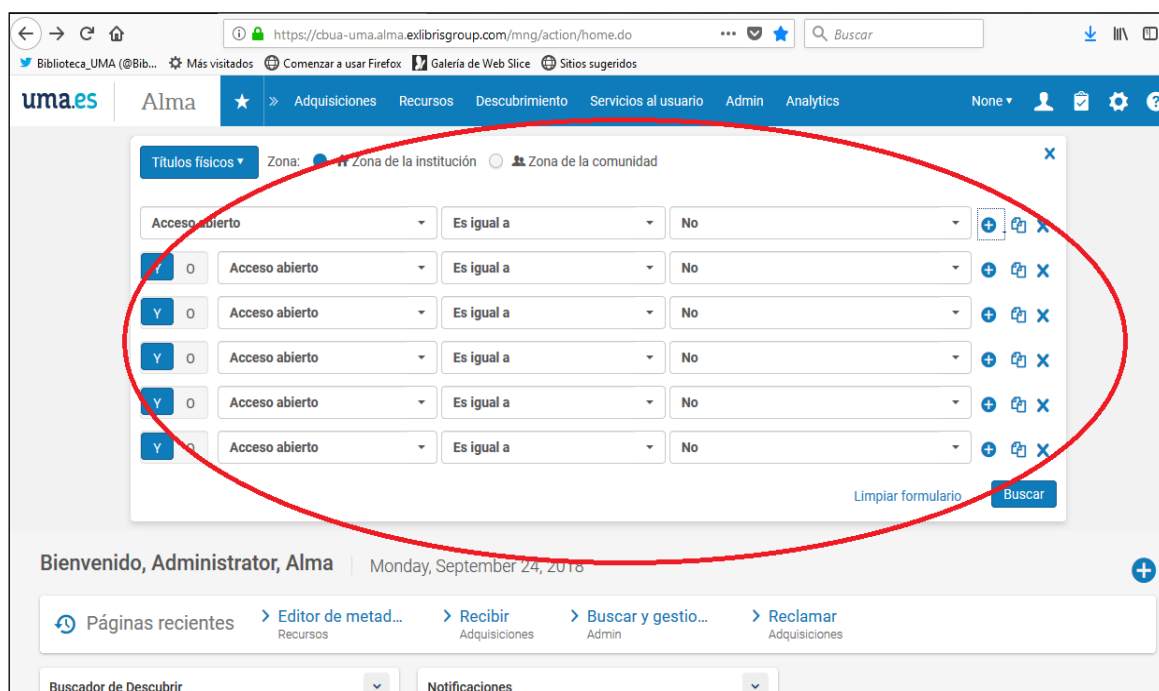 https://cbua-uma.alma.exlibrisgroup.com/mng/action/home.do ... Buscar
Biblioteca_UMA (@Bib... Más visitados Comenzar a usar Firefox Galería de Web Slice Sitios sugeridos
uma.es Alma » Adquisiciones Recursos Descubrimiento Servicios al usuario Admin Analytics None ?
Títulos físicos Zona: Zona de la institución Zona de la comunidad
Acceso abierto Es igual a No
Y O Acceso abierto Es igual a No
Y O Acceso abierto Es igual a No
Y O Acceso abierto Es igual a No
Y O Acceso abierto Es igual a No
Y O Acceso abierto Es igual a No
Limpiar formulario Buscar
Bienvenido, Administrator, Alma Monday, September 24, 2018
Páginas recientes
Editor de metad...
Recursos
Recibir
Adquisiciones
Buscar y gestio...
Admin
Reclamar
Adquisiciones
Buscador de Descubrir Notificaciones